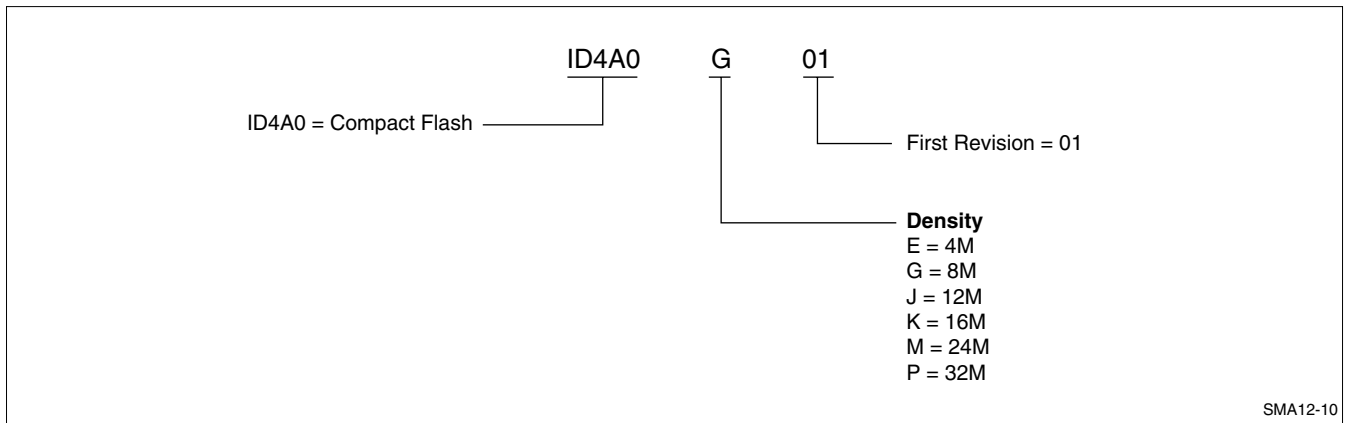 ID4A0 G 01
ID4A0 = Compact Flash
First Revision = 01
Density
E = 4M
G = 8M
J = 12M
K = 16M
M = 24M
P = 32M
SMA12-10